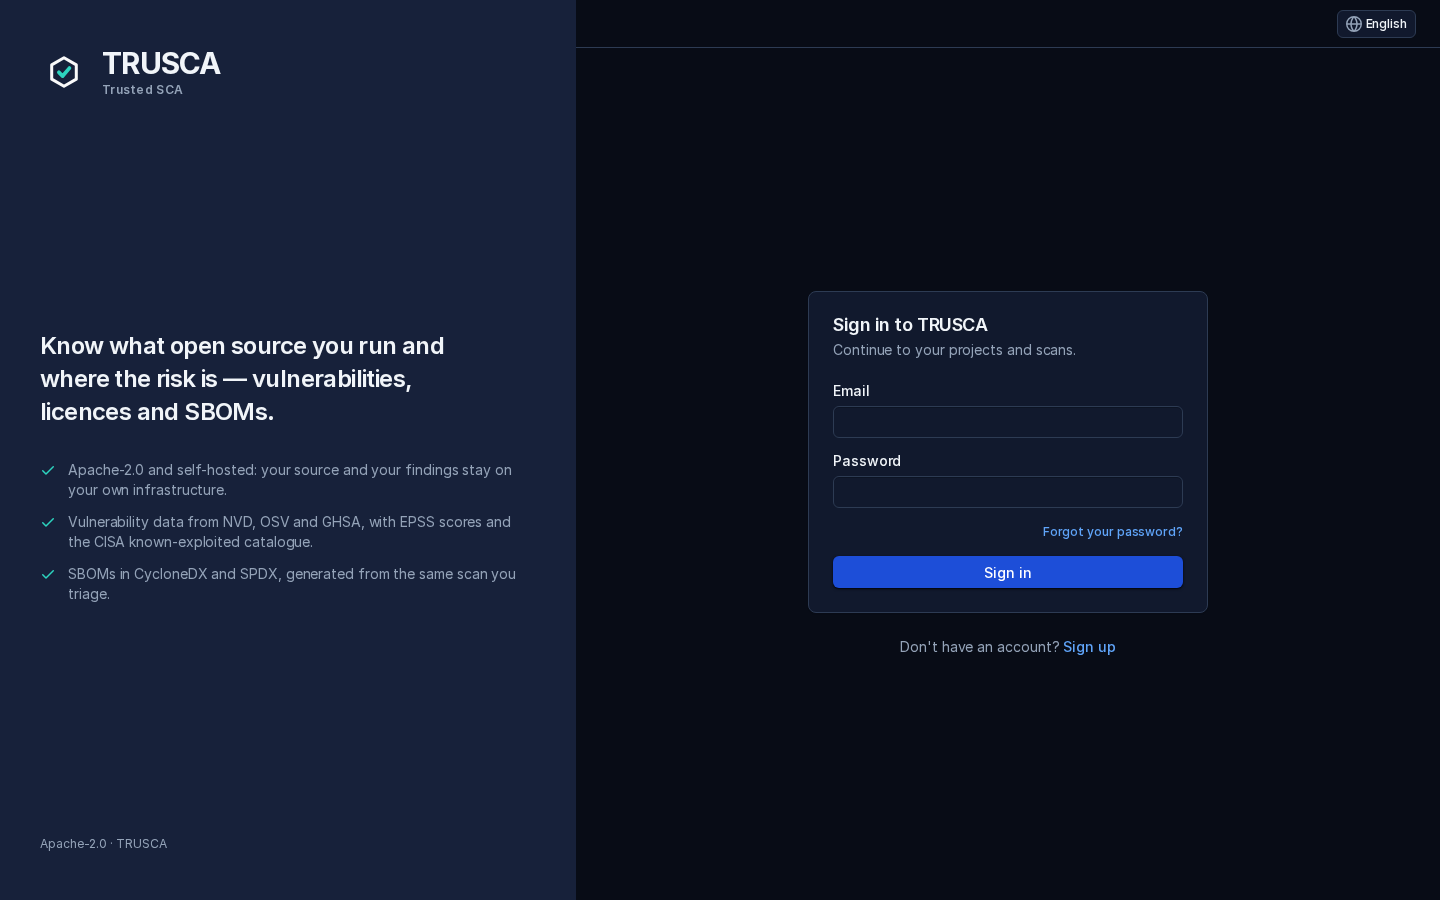 TRUSCA
Trusted SCA
Know what open source you run and
where the risk is — vulnerabilities,
licences and SBOMs.
Apache-2.0 and self-hosted: your source and your findings stay on
your own infrastructure.
Vulnerability data from NVD, OSV and GHSA, with EPSS scores and
the CISA known-exploited catalogue.
SBOMs in CycloneDX and SPDX, generated from the same scan you
triage.
Apache-2.0 · TRUSCA
English
Sign in to TRUSCA
Continue to your projects and scans.
Email
Password
Forgot your password?
Sign in
Don't have an account? Sign up